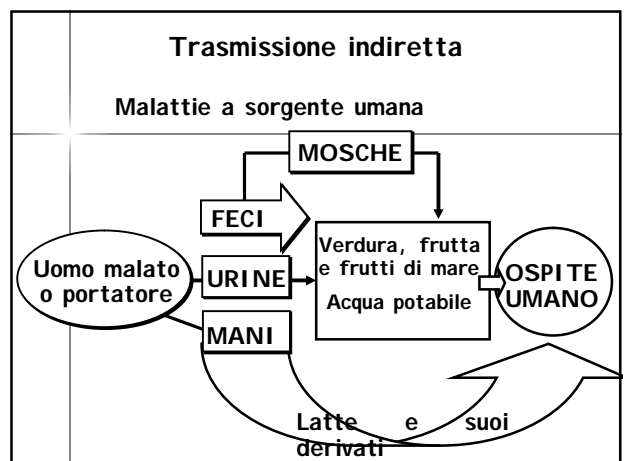 Trasmissione indiretta
Malattie a sorgente umana
MOSCHE
FECI
Uomo malato
o portatore
URINE
MANI
Verdura, frutta
e frutti di mare
Acqua potabile
OSPITE
UMANO
Latte e suoi
derivati